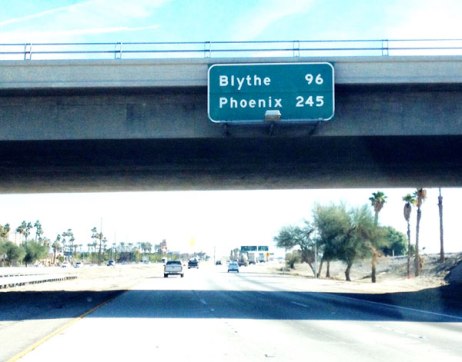 Blythe 96
Phoenix 245